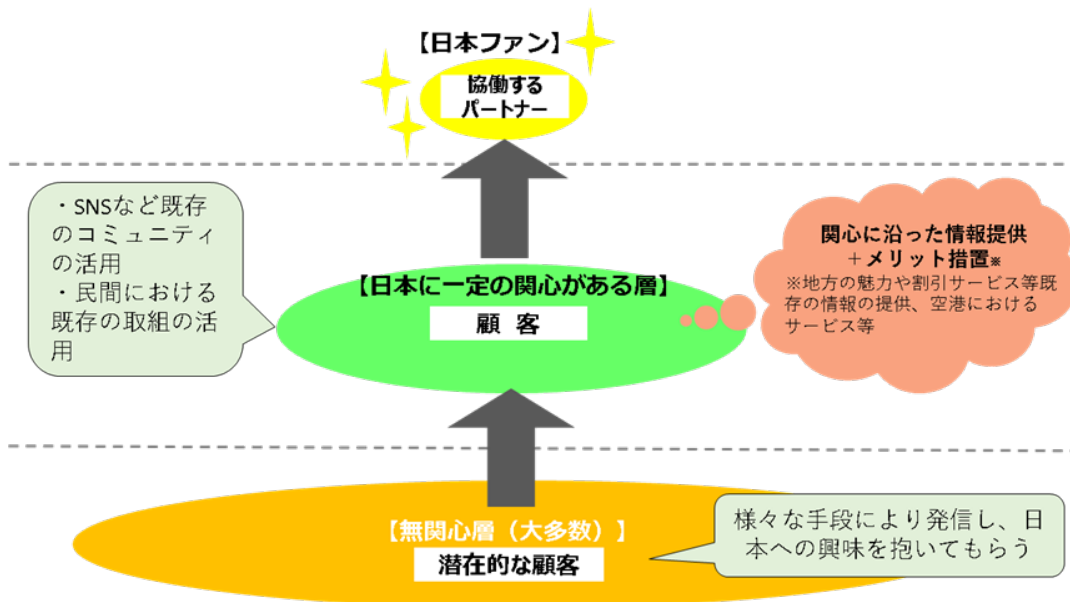 【日本ファン】
協働する
パートナー
・SNSなど既存
のコミュニティ
の活用
・民間における
既存の取組の活
用
【日本に一定の関心がある層】
顧 客
関心に沿った情報提供
＋メリット措置※
※地方の魅力や割引サービス等既
存の情報の提供、空港における
サービス等
【無関心層（大多数）】
潜在的な顧客
様々な手段により発信し、日
本への興味を抱いてもらう